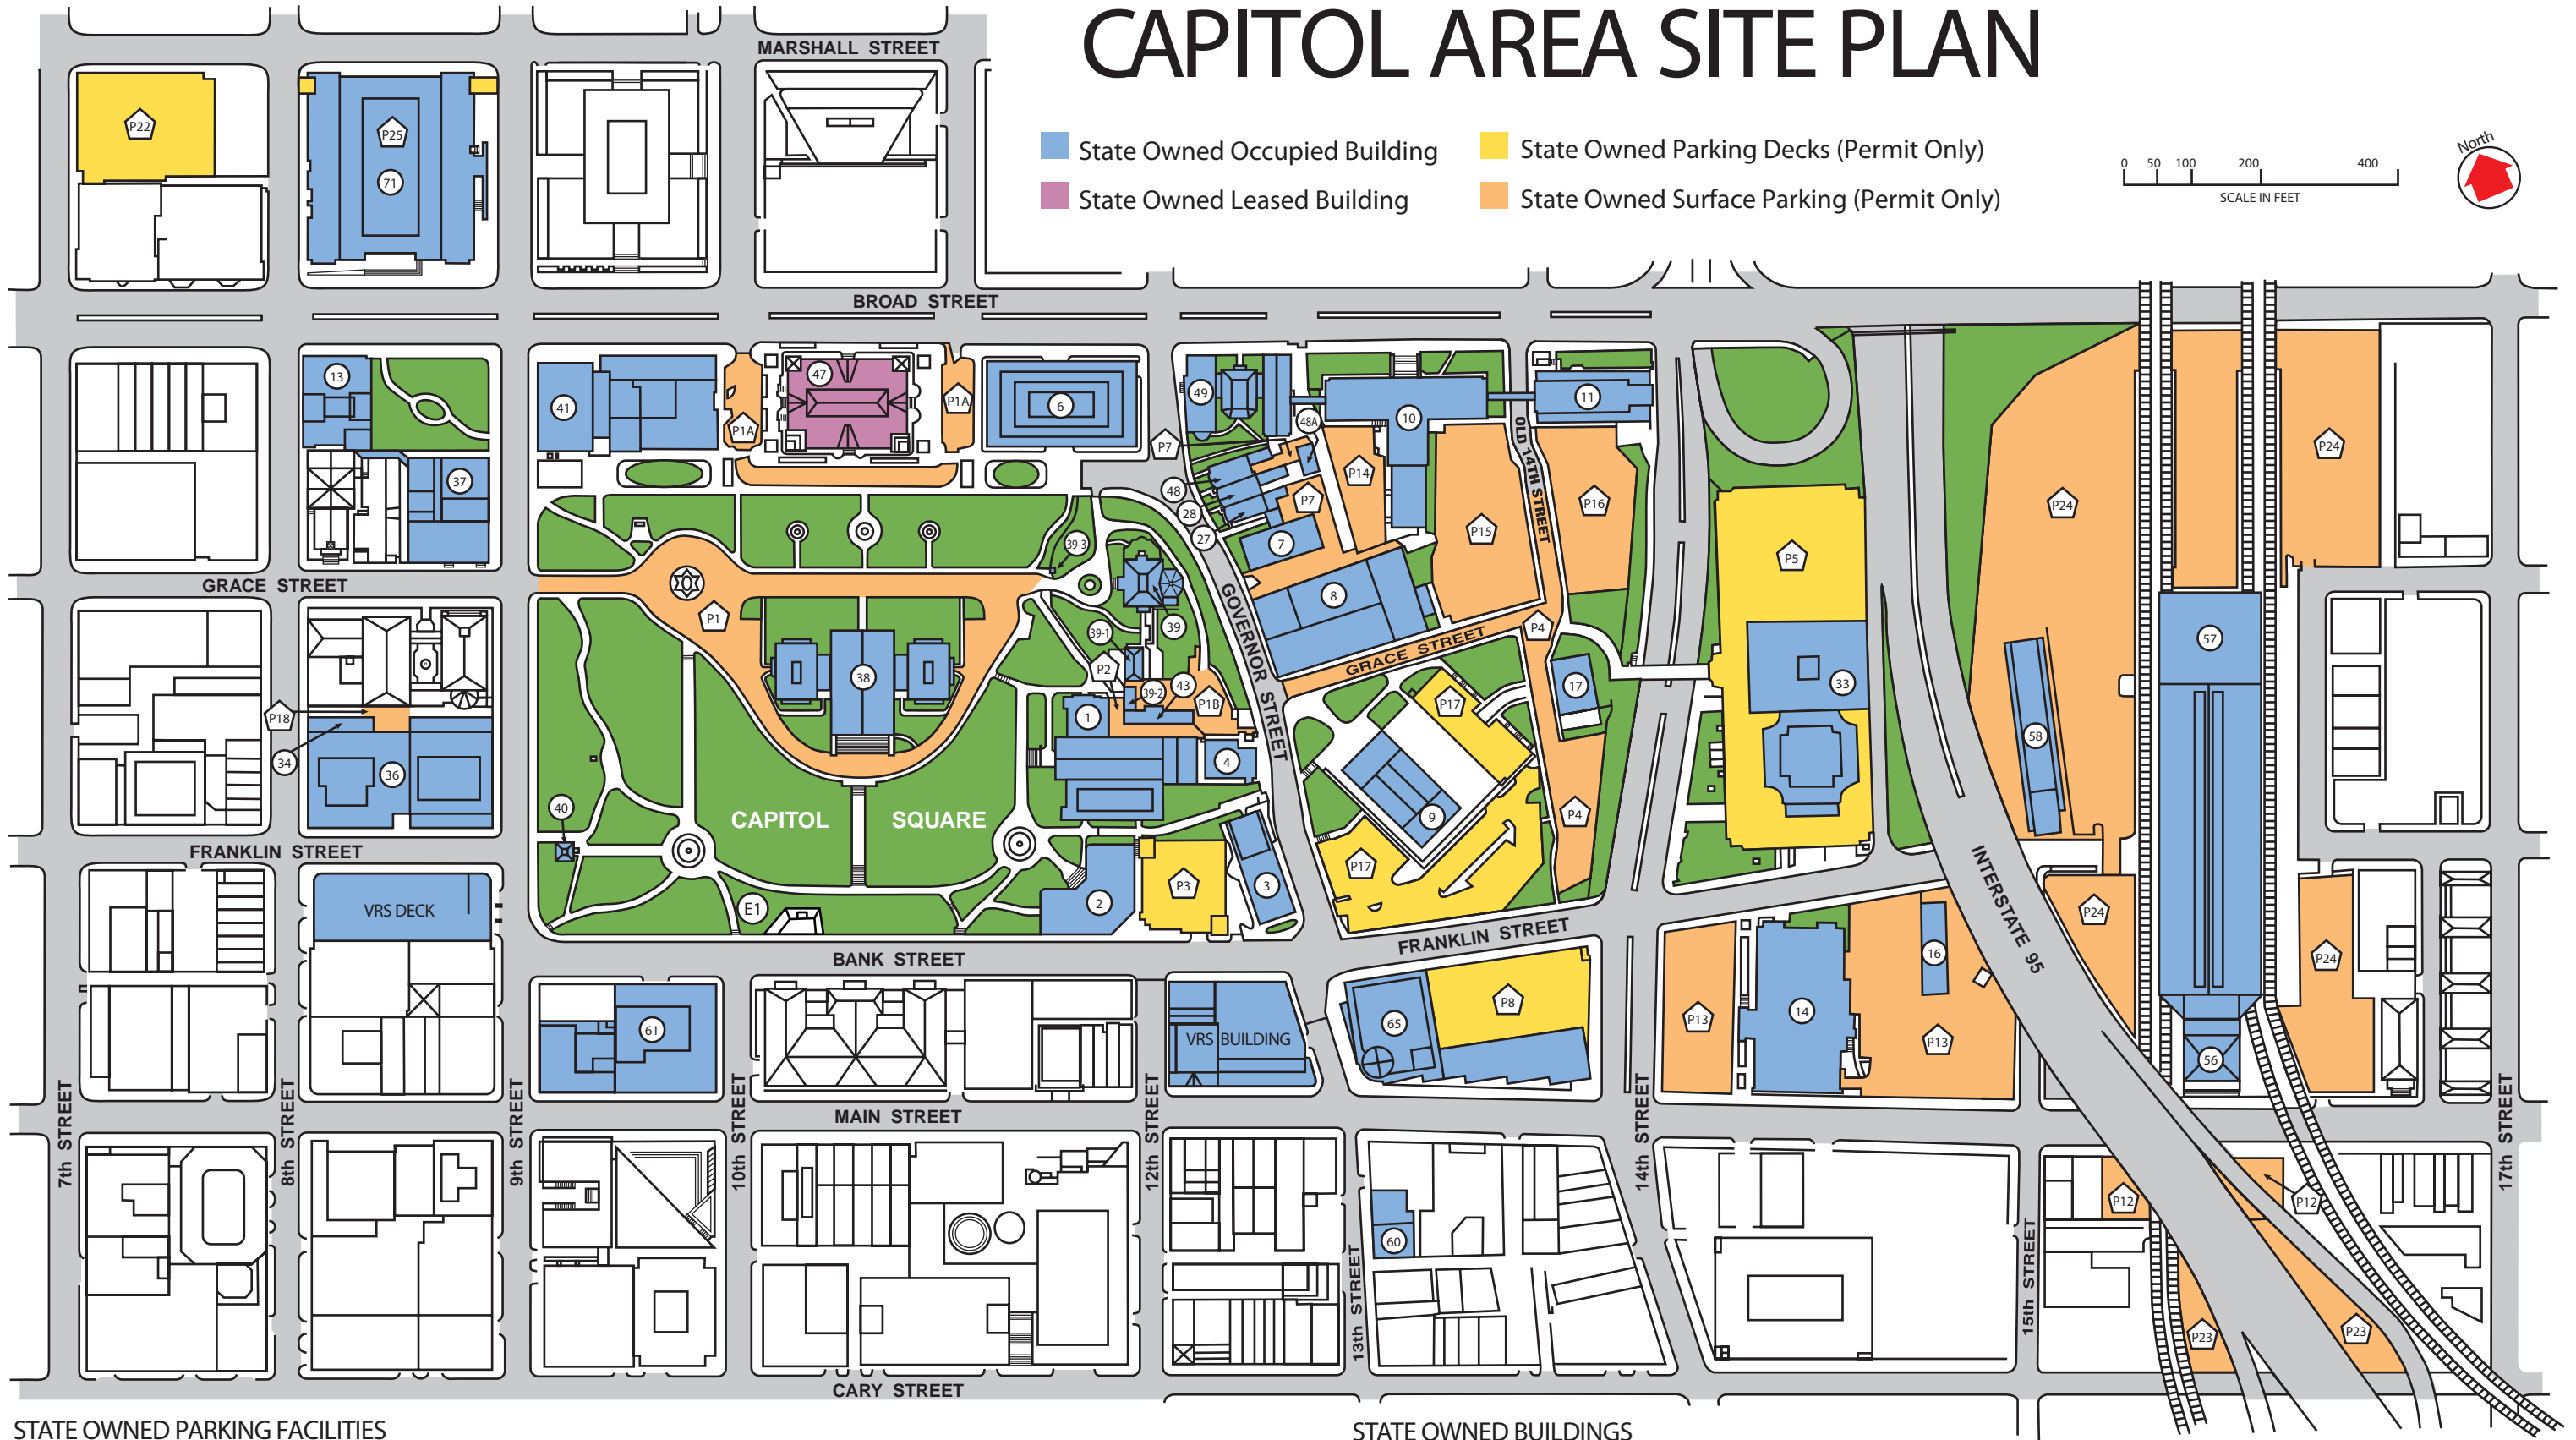 CAPITOL AREA SITE PLAN
State Owned Occupied Building
State Owned Parking Decks (Permit Only)
State Owned Leased Building
State Owned Surface Parking (Permit Only)
0 50 100 200 400
SCALE IN FEET
North
MARSHALL STREET
P22
P25
71
BROAD STREET
13
41
47
P1A
P1A
6
49
48A
10
11
P7
37
48
28
27
P7
P14
7
P15
OLD 14TH STREET
P16
P5
P24
P24
39-3
GRACE STREET
P1
38
39-1
39
P2
39-2
43
P1B
8
GOVERNOR STREET
GRACE STREET
P4
17
33
57
58
P18
34
36
1
4
P17
9
P4
40
CAPITOL SQUARE
FRANKLIN STREET
VRS DECK
E1
2
P3
3
P17
INTERSTATE 95
P24
P24
FRANKLIN STREET
BANK STREET
61
VRS BUILDING
65
P8
P13
14
16
P13
56
MAIN STREET
7th STREET
8th STREET
9th STREET
10th STREET
12th STREET
13th STREET
14th STREET
15th STREET
17th STREET
60
P12
P12
P23
P23
CARY STREET
STATE OWNED PARKING FACILITIES
STATE OWNED BUILDINGS